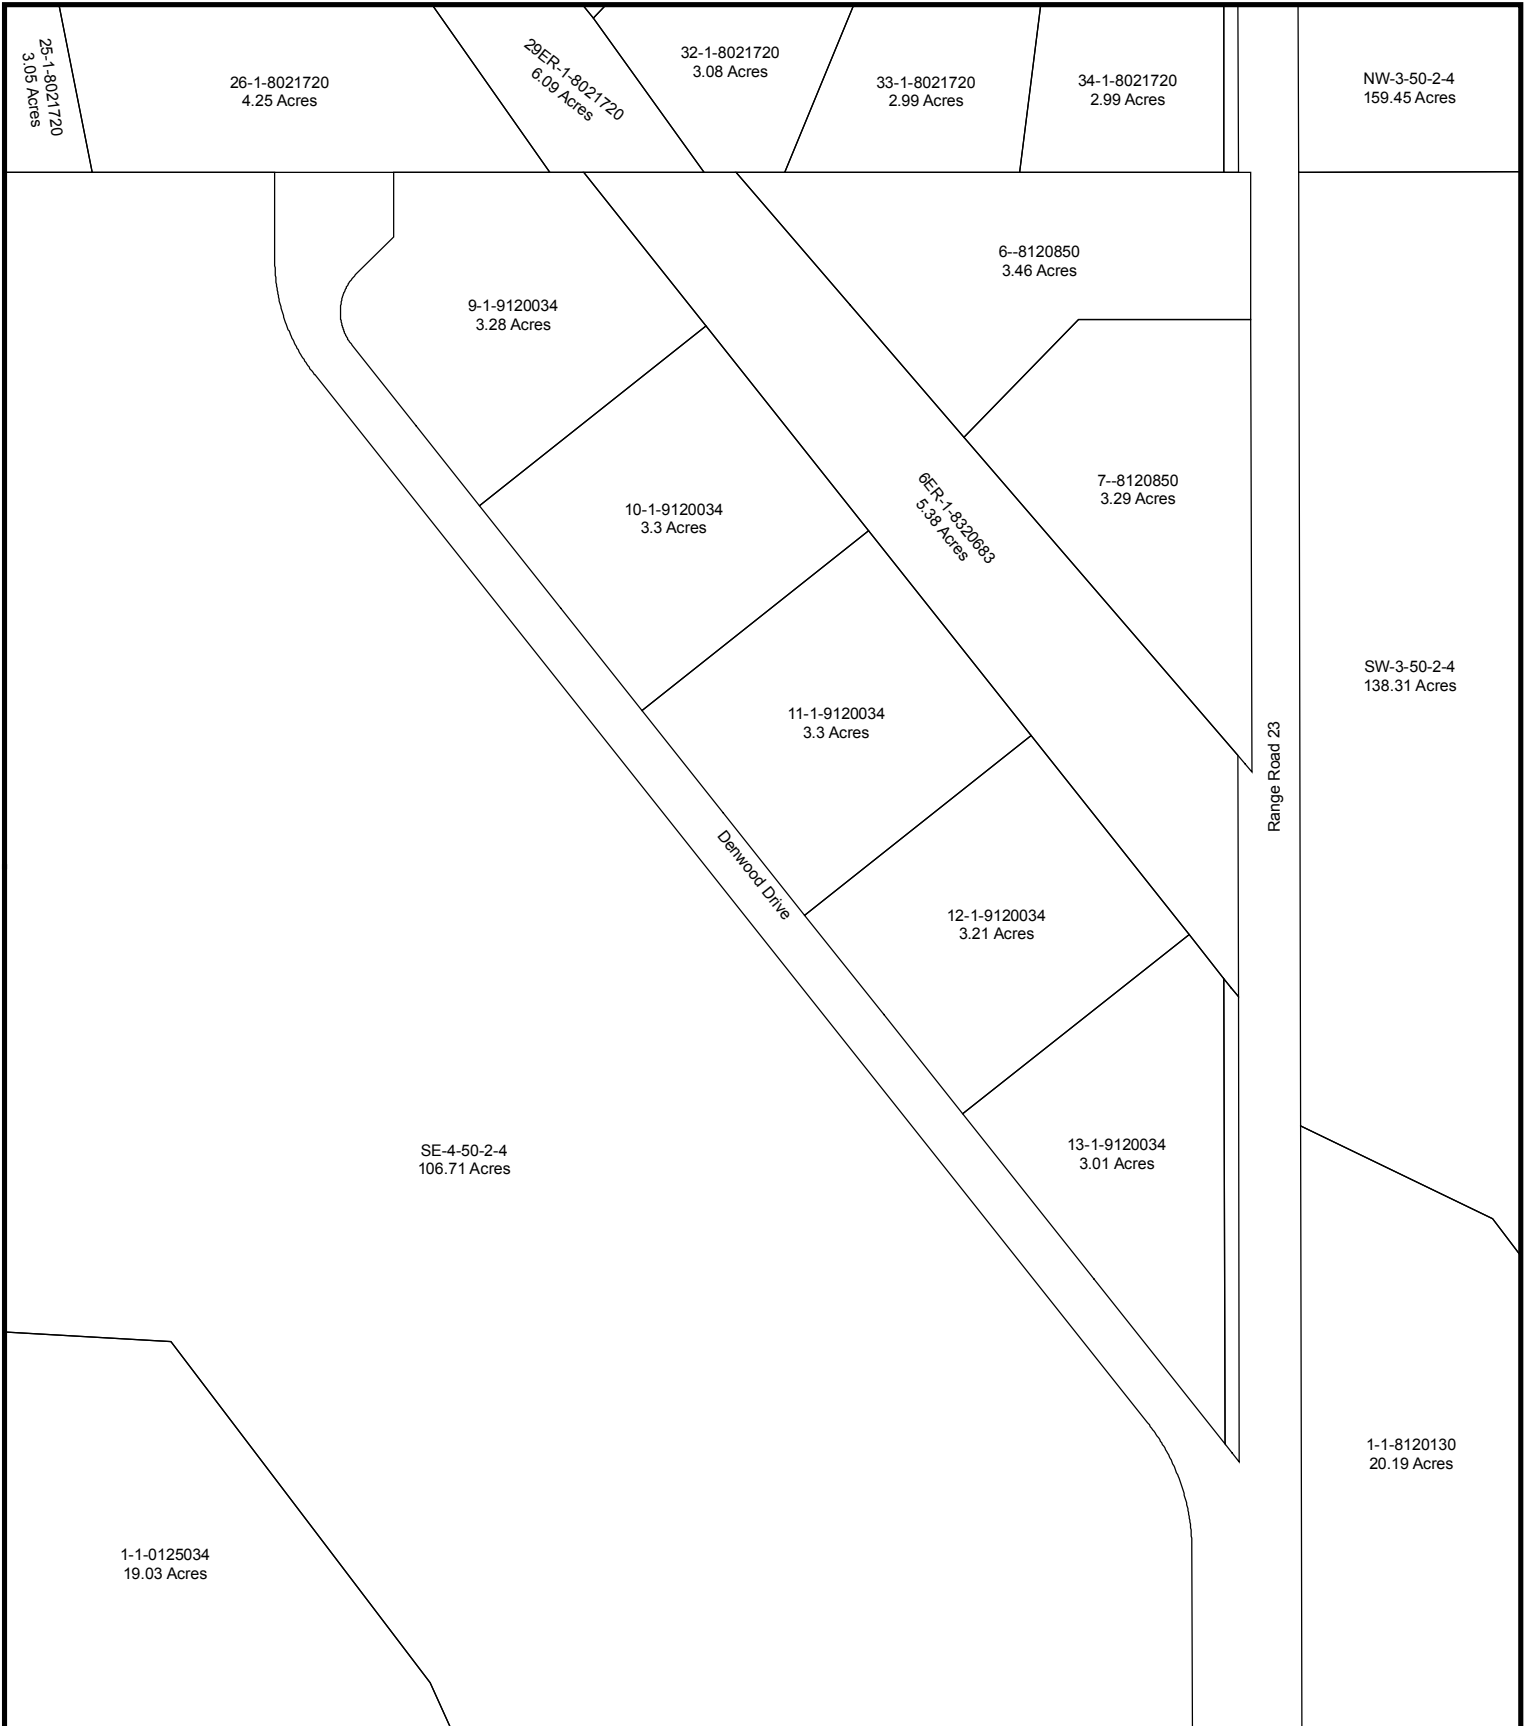 25-1-8021720
3.05 Acres
26-1-8021720
4.25 Acres
29ER-1-8021720
6.09 Acres
32-1-8021720
3.08 Acres
33-1-8021720
2.99 Acres
34-1-8021720
2.99 Acres
NW-3-50-2-4
159.45 Acres
6--8120850
3.46 Acres
9-1-9120034
3.28 Acres
10-1-9120034
3.3 Acres
6ER-1-8320683
5.38 Acres
7--8120850
3.29 Acres
11-1-9120034
3.3 Acres
SW-3-50-2-4
138.31 Acres
Range Road 23
Denwood Drive
12-1-9120034
3.21 Acres
SE-4-50-2-4
106.71 Acres
13-1-9120034
3.01 Acres
1-1-8120130
20.19 Acres
1-1-0125034
19.03 Acres